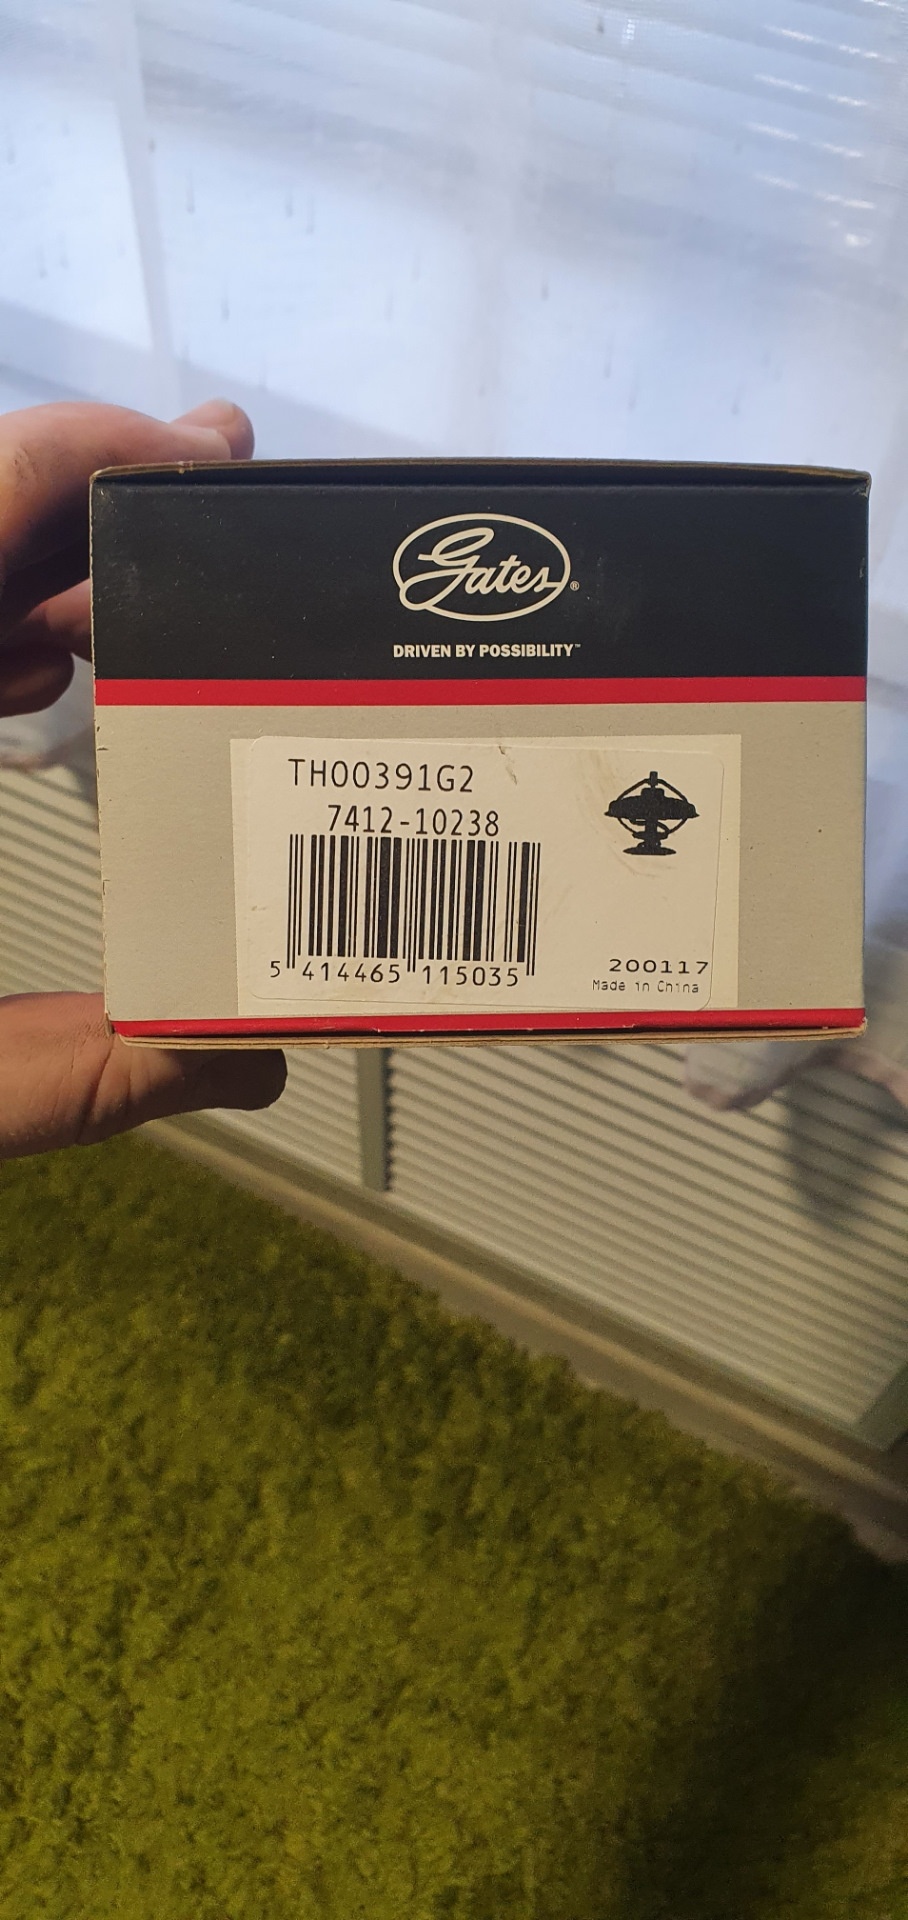 Gates®
DRIVEN BY POSSIBILITY™
TH00391G2
7412-10238
5 414465 115035
200117
Made in China